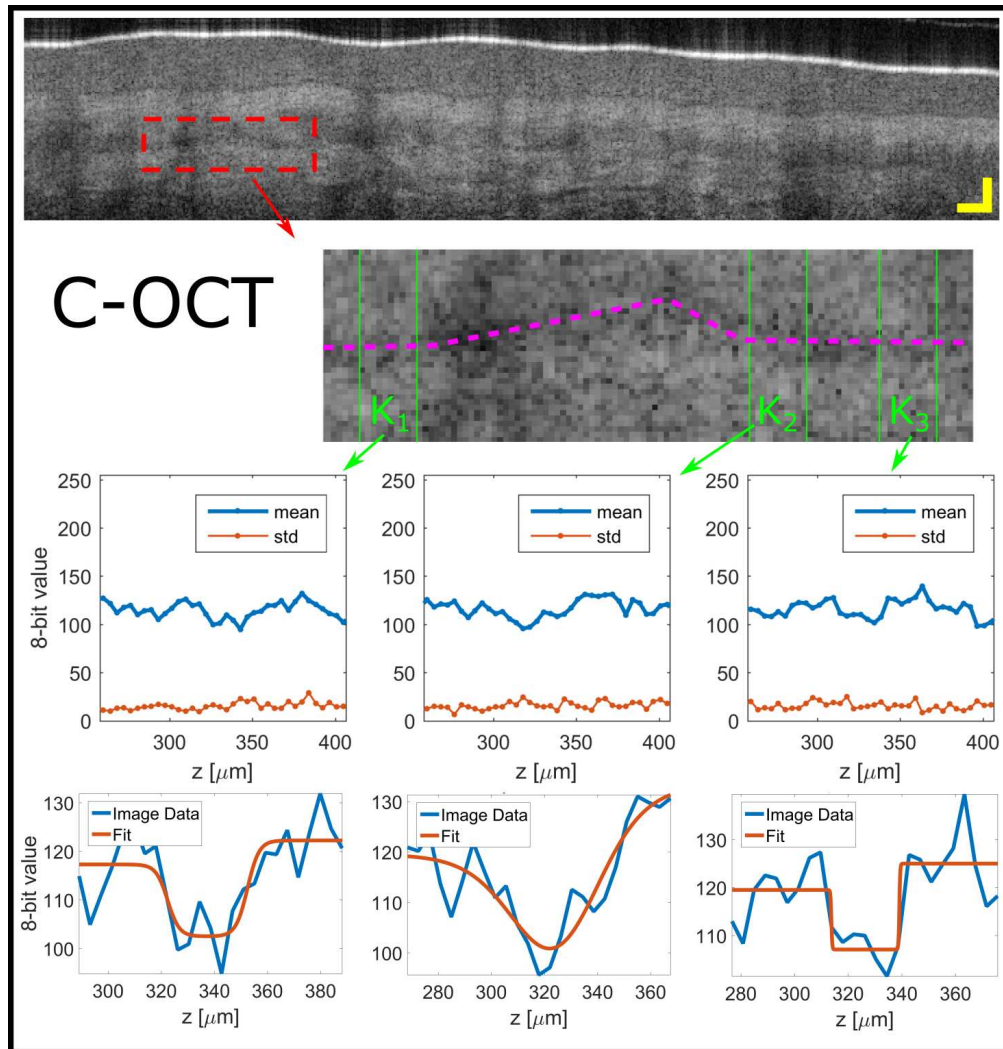 C-OCT
K1 K2 K3
250
200
150
100
50
0
8-bit value
mean
std
300 350 400
z [μm]
250
200
150
100
50
0
mean
std
300 350 400
z [μm]
250
200
150
100
50
0
mean
std
300 350 400
z [μm]
130
120
110
100
8-bit value
Image Data
Fit
300 320 340 360 380
z [μm]
130
120
110
100
Image Data
Fit
280 300 320 340 360
z [μm]
130
120
110
Image Data
Fit
280 300 320 340 360
z [μm]